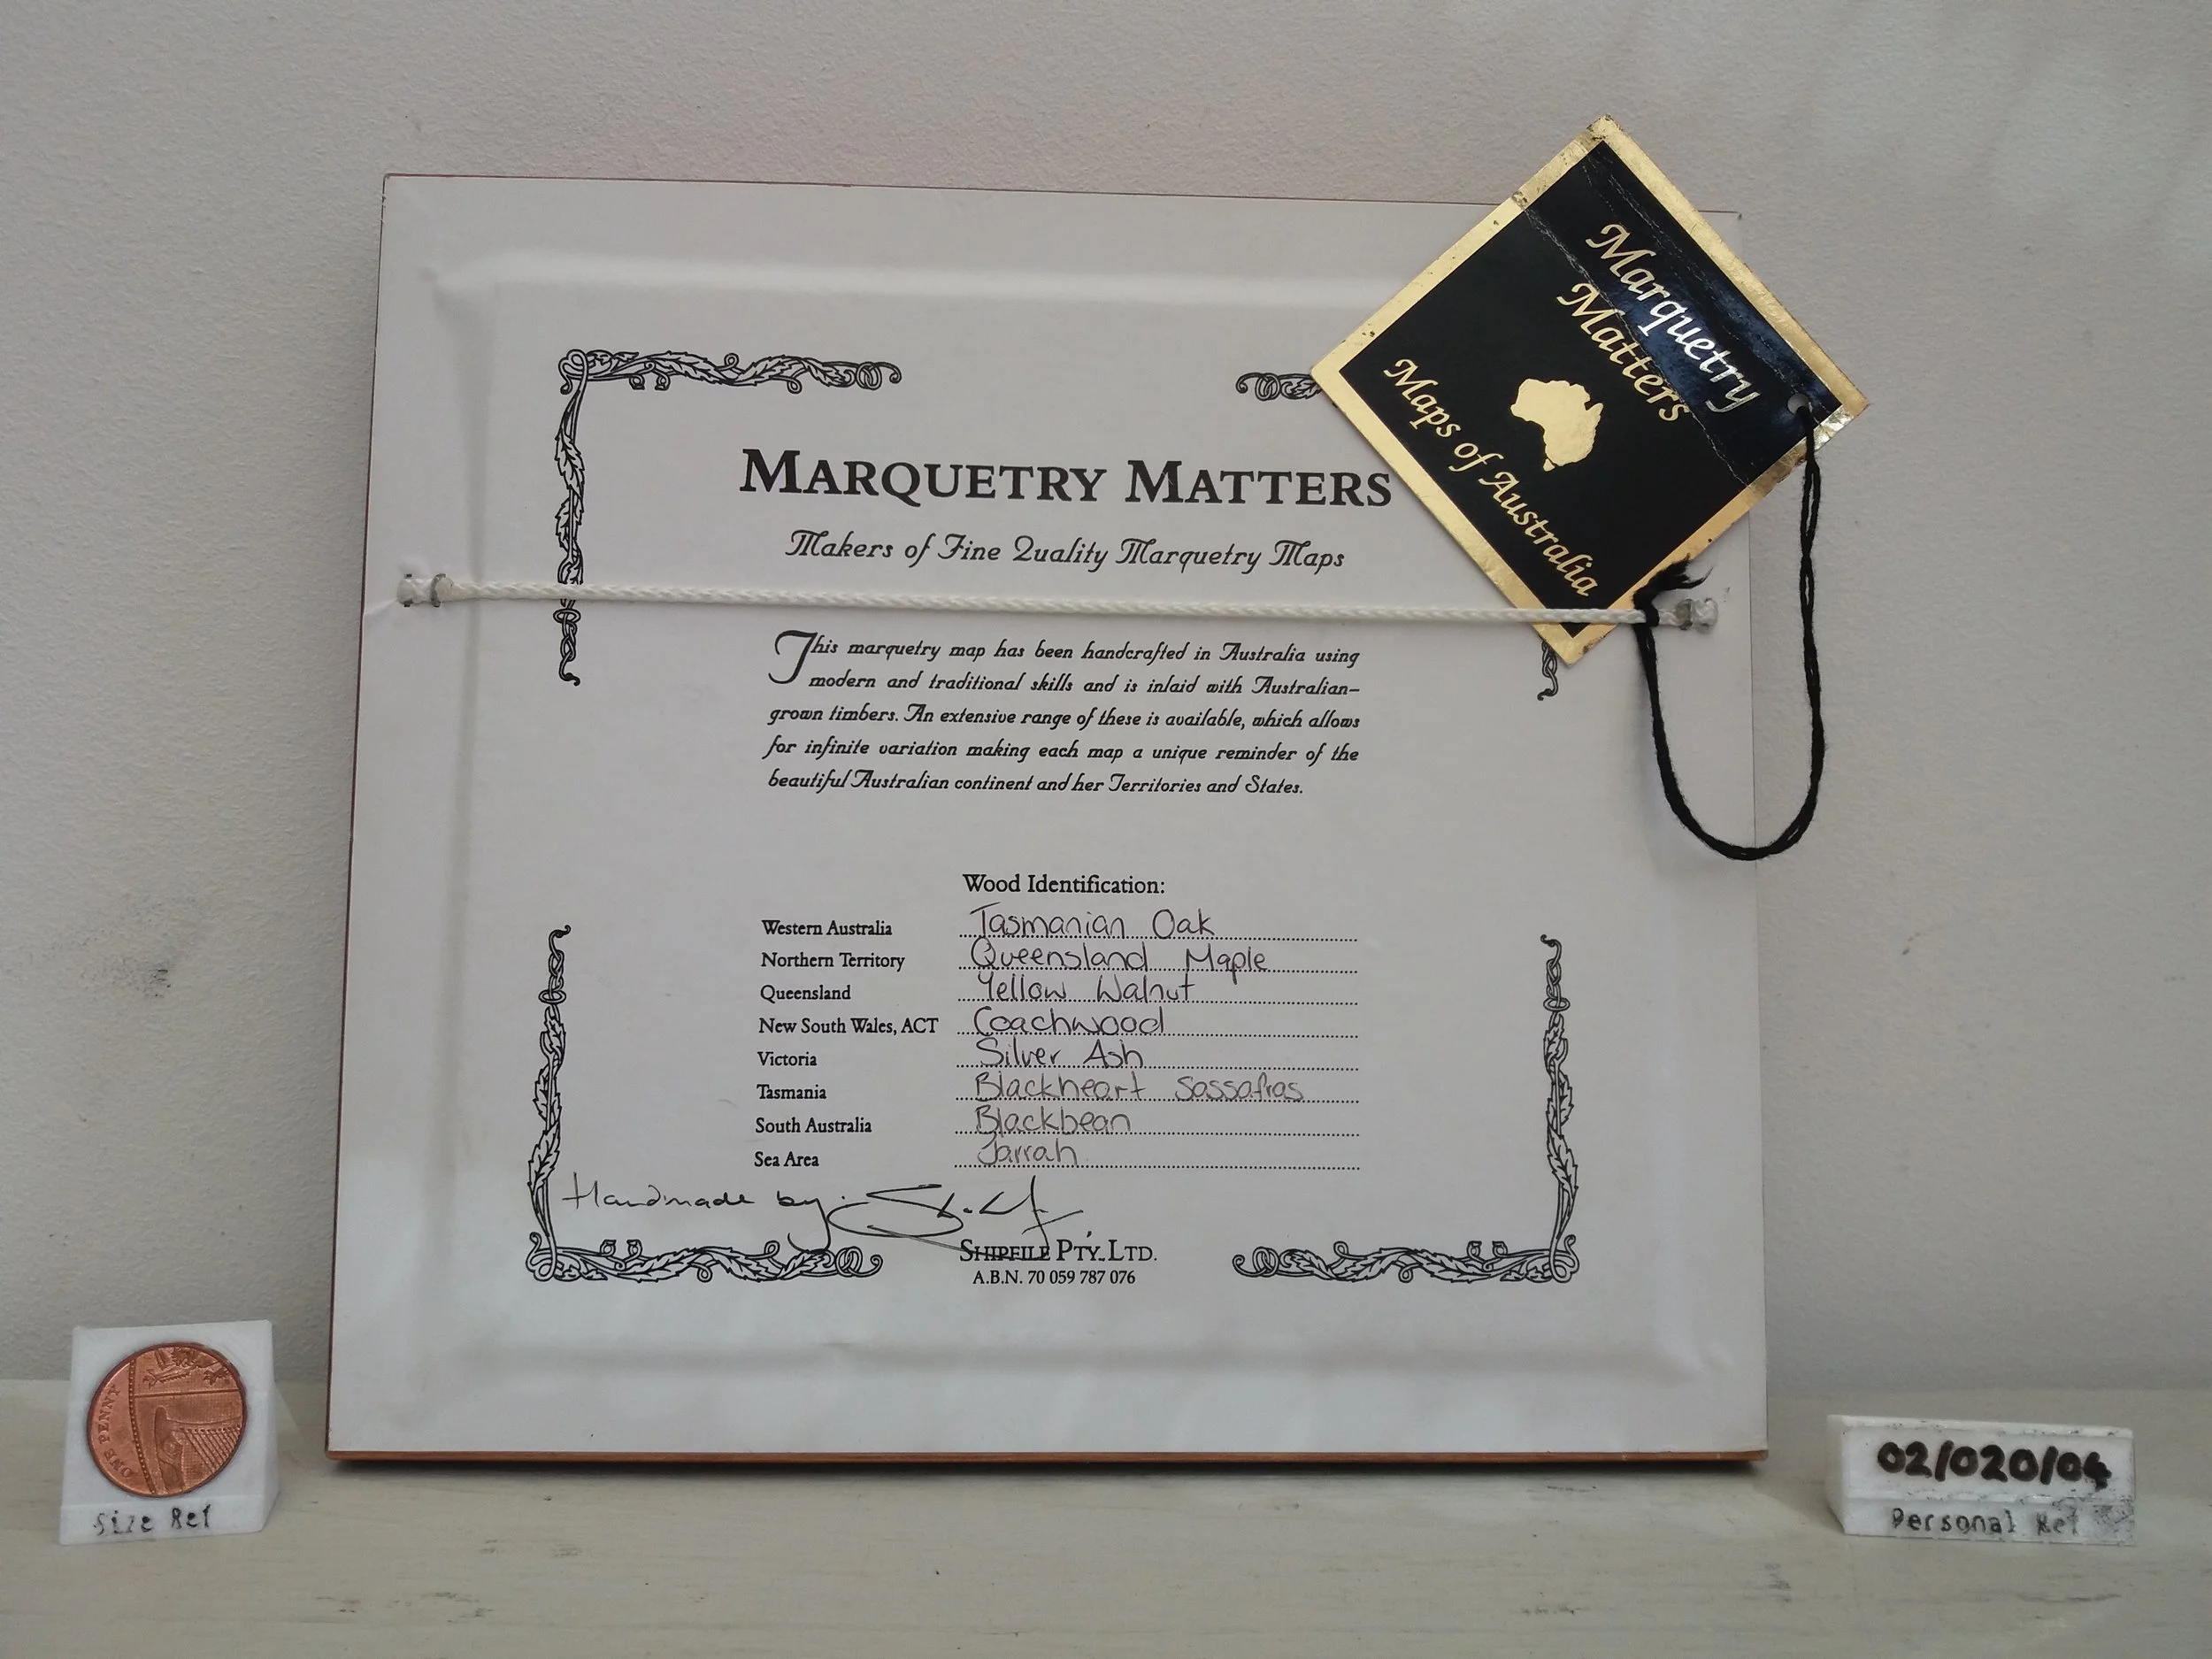 Marquetry
Matters
Maps of Australia
MARQUETRY MATTERS
Makers of Fine Quality Marquetry Maps
This marquetry map has been handcrafted in Australia using
modern and traditional skills and is inlaid with Australian-
grown timbers. An extensive range of these is available, which allows
for infinite variation making each map a unique reminder of the
beautiful Australian continent and her Territories and States.
Wood Identification:
Western Australia Tasmanian Oak
Northern Territory Queensland Maple
Queensland Yellow Walnut
New South Wales, ACT Coachwood
Victoria Silver Ash
Tasmania Blackheart Sassafras
South Australia Blackbean
Sea Area Jarrah
Handmade by:
SHIPFILE PTY. LTD.
A.B.N. 70 059 787 076
ONE PENNY
Size Ref
02/020/04
Personal Ref